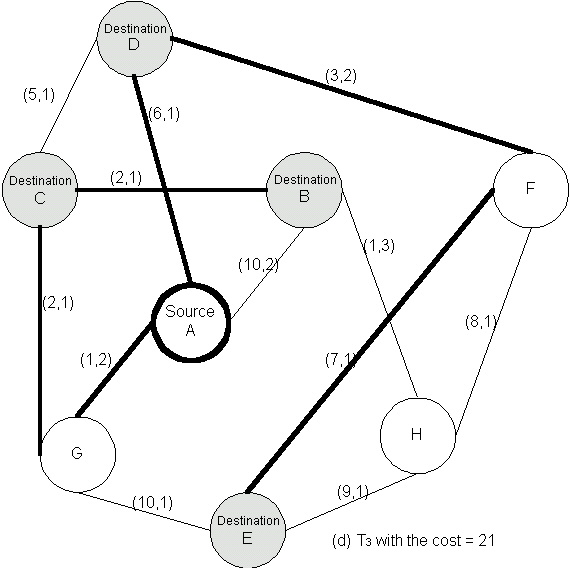 Destination
D
(5,1)
(3,2)
(6,1)
Destination
C
(2,1)
Destination
B
F
(10,2)
(1,3)
(2,1)
Source
A
(8,1)
(1,2)
(7,1)
H
G
(10,1)
(9,1)
Destination
E
(d) T3 with the cost = 21